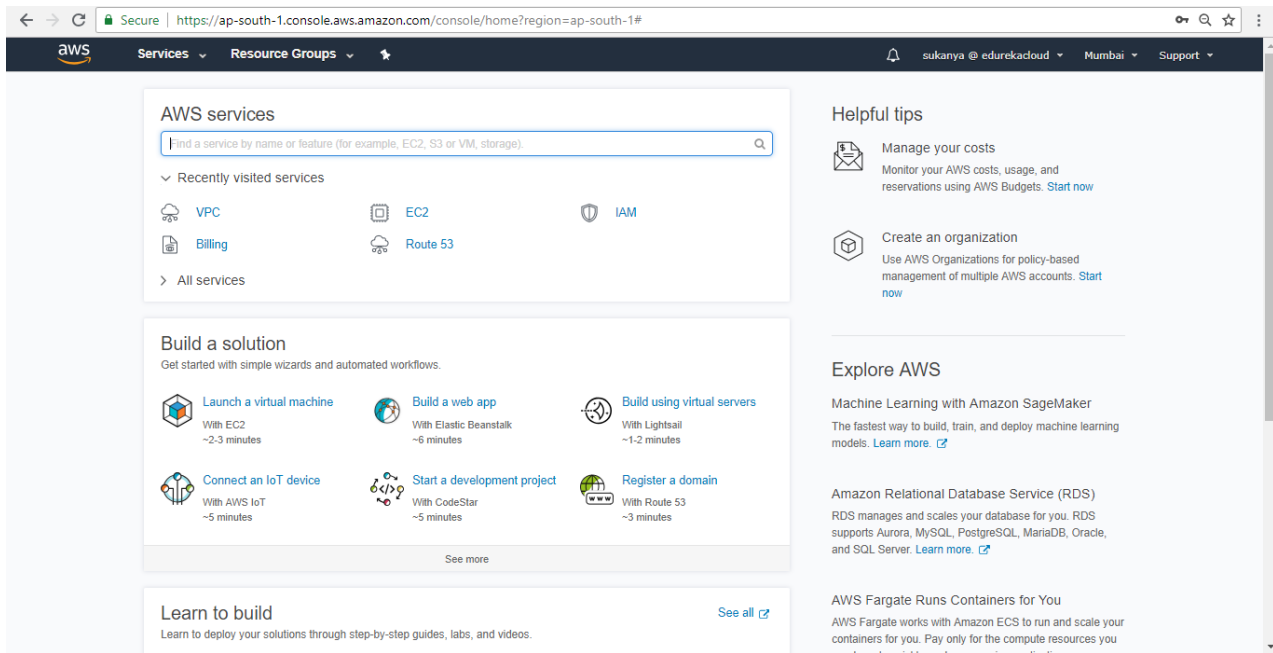 Secure | https://ap-south-1.console.aws.amazon.com/console/home?region=ap-south-1#
aws Services Resource Groups sukanya @ edurekacloud Mumbai Support
AWS services
Find a service by name or feature (for example, EC2, S3 or VM, storage).
Recently visited services
VPC EC2 IAM
Billing Route 53
All services
Build a solution
Get started with simple wizards and automated workflows.
Launch a virtual machine
With EC2
~2-3 minutes
Build a web app
With Elastic Beanstalk
~6 minutes
Build using virtual servers
With Lightsail
~1-2 minutes
Connect an IoT device
With AWS IoT
~5 minutes
Start a development project
With CodeStar
~5 minutes
Register a domain
With Route 53
~3 minutes
See more
Learn to build
See all
Learn to deploy your solutions through step-by-step guides, labs, and videos.
Helpful tips
Manage your costs
Monitor your AWS costs, usage, and
reservations using AWS Budgets. Start now
Create an organization
Use AWS Organizations for policy-based
management of multiple AWS accounts. Start
now
Explore AWS
Machine Learning with Amazon SageMaker
The fastest way to build, train, and deploy machine learning
models. Learn more.
Amazon Relational Database Service (RDS)
RDS manages and scales your database for you. RDS
supports Aurora, MySQL, PostgreSQL, MariaDB, Oracle,
and SQL Server. Learn more.
AWS Fargate Runs Containers for You
AWS Fargate works with Amazon ECS to run and scale your
containers for you. Pay only for the compute resources you